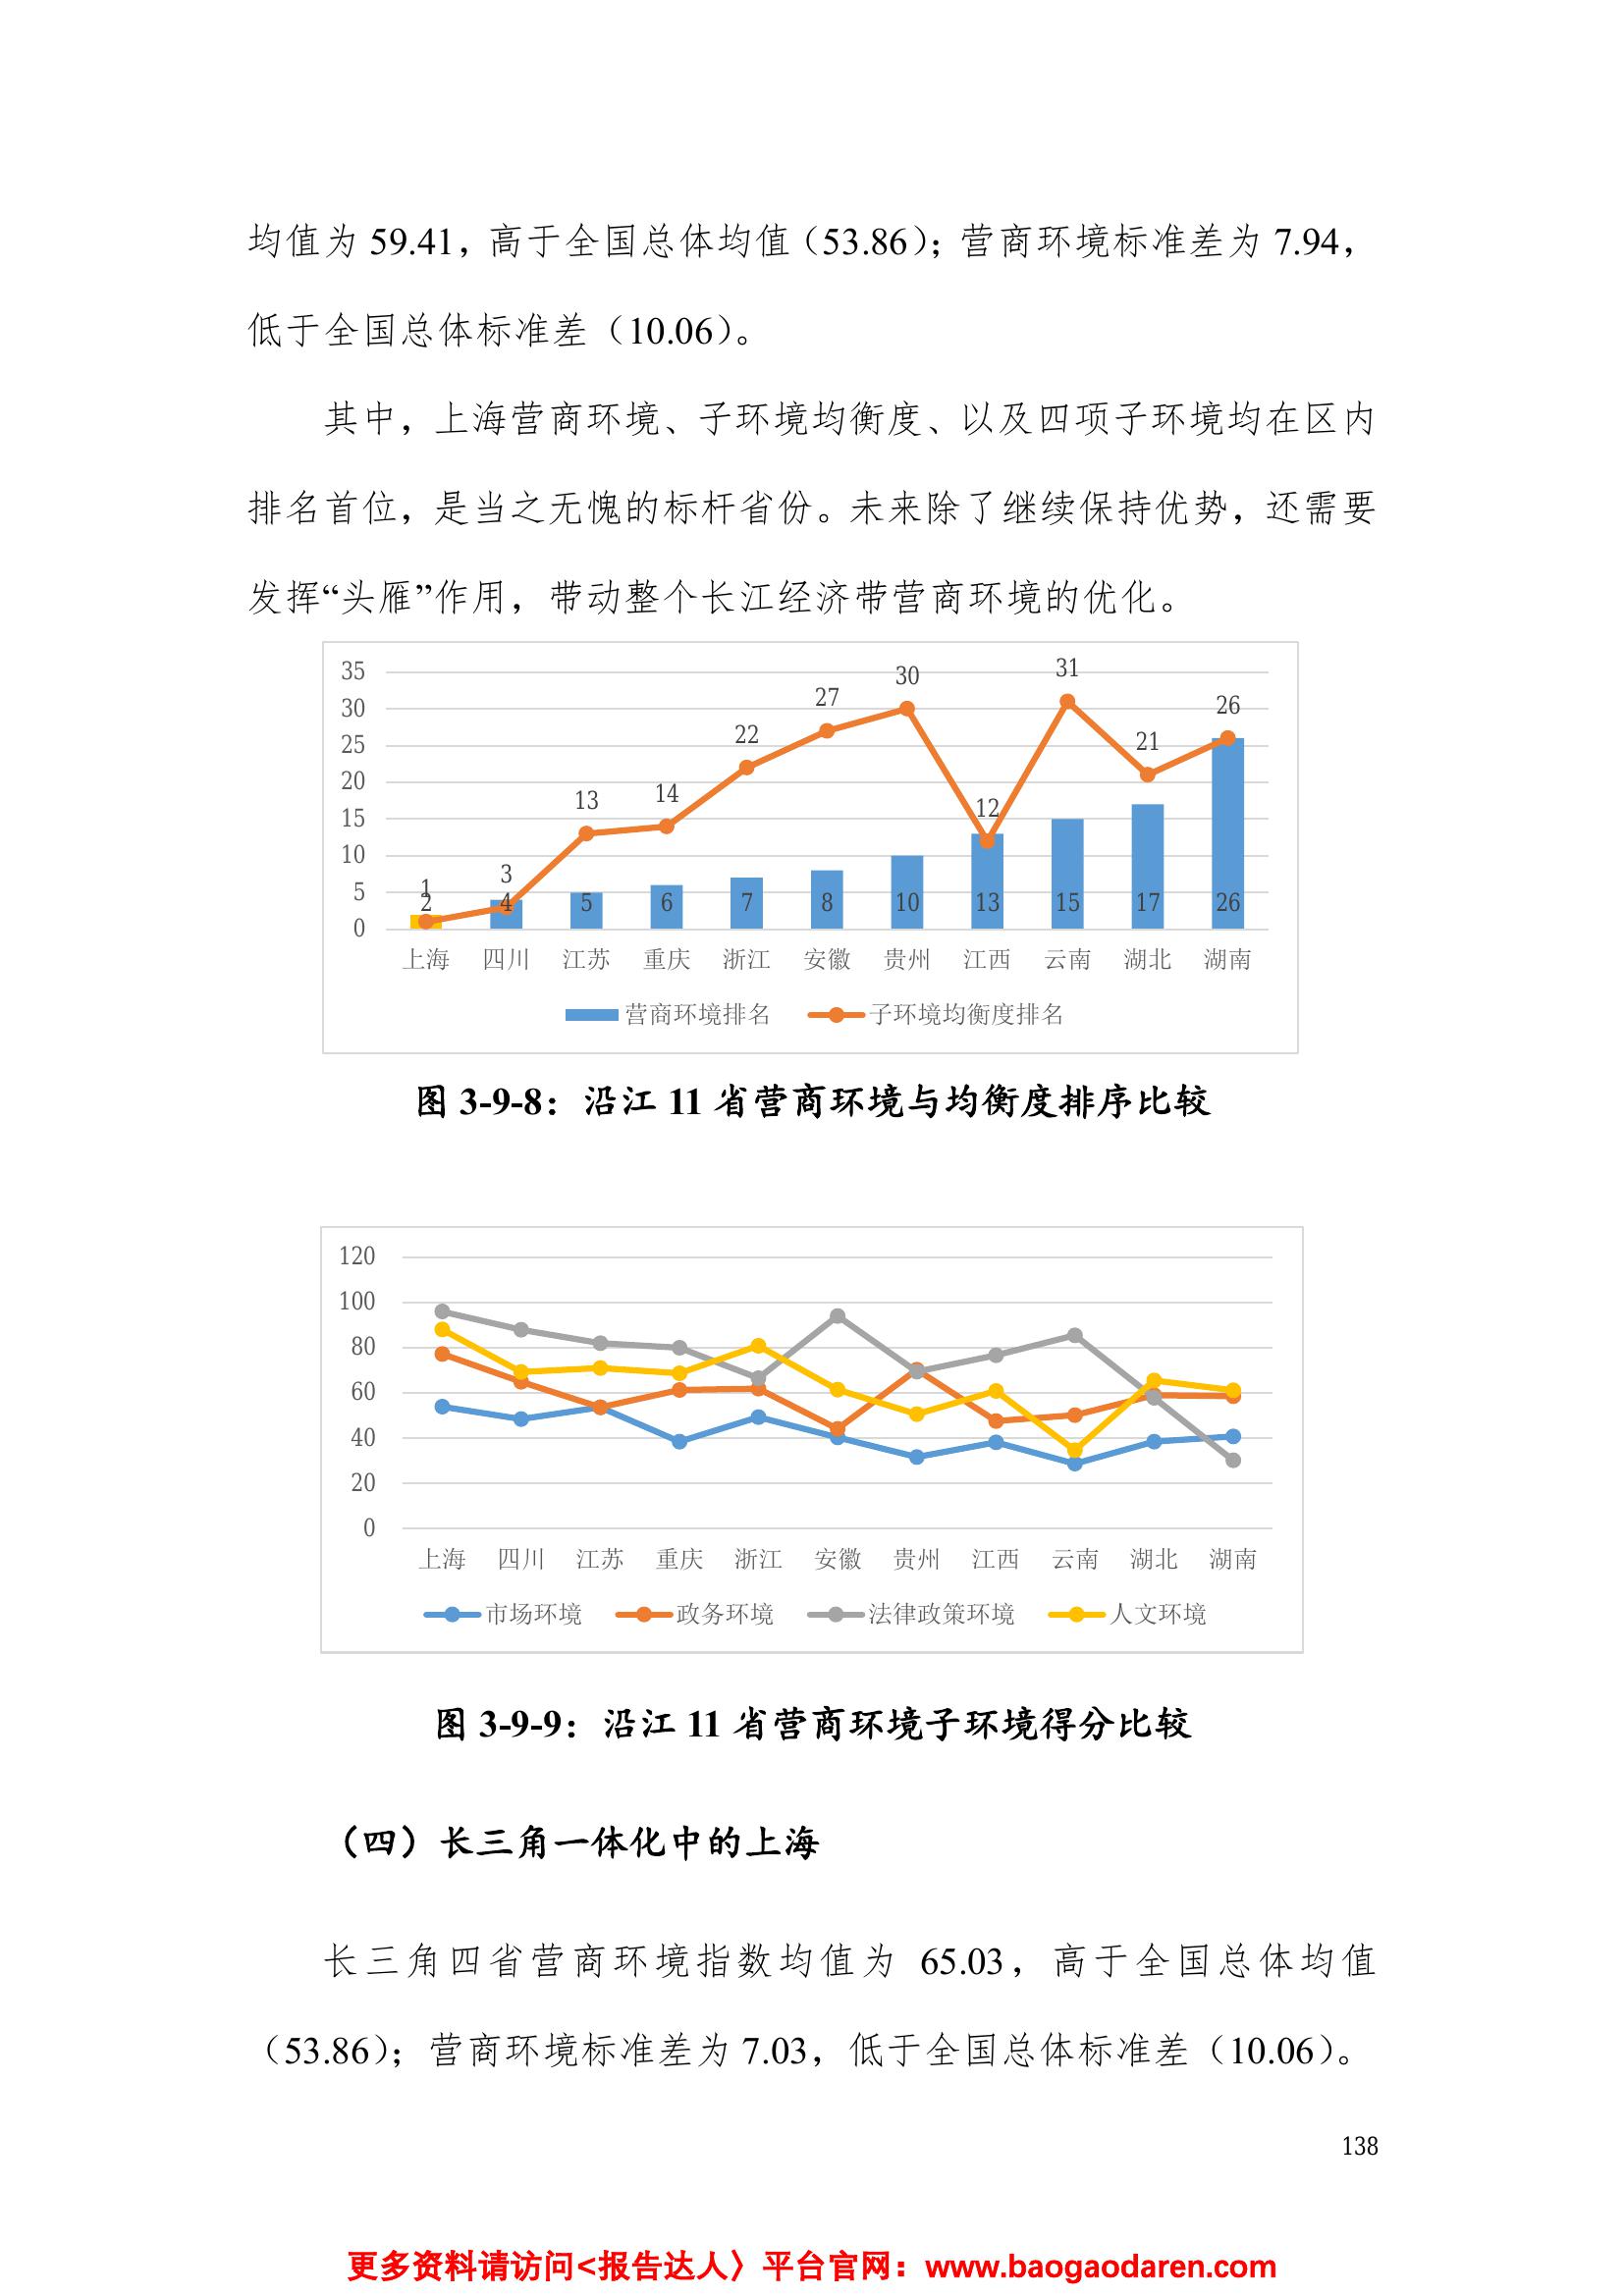 均值为 59.41，高于全国总体均值（53.86）；营商环境标准差为 7.94，
低于全国总体标准差（10.06）。
其中，上海营商环境、子环境均衡度、以及四项子环境均在区内
排名首位，是当之无愧的标杆省份。未来除了继续保持优势，还需要
发挥“头雁”作用，带动整个长江经济带营商环境的优化。
35
30
25
20
15
10
5
0
1 3 13 14 22 27 30 12 31 21 26
2 4 5 6 7 8 10 13 15 17 26
上海 四川 江苏 重庆 浙江 安徽 贵州 江西 云南 湖北 湖南
营商环境排名 子环境均衡度排名
图 3-9-8：沿江 11 省营商环境与均衡度排序比较
120
100
80
60
40
20
0
上海 四川 江苏 重庆 浙江 安徽 贵州 江西 云南 湖北 湖南
市场环境 政务环境 法律政策环境 人文环境
图 3-9-9：沿江 11 省营商环境子环境得分比较
（四）长三角一体化中的上海
长三角四省营商环境指数均值为 65.03，高于全国总体均值
（53.86）；营商环境标准差为 7.03，低于全国总体标准差（10.06）。
138
更多资料请访问<报告达人〉平台官网：www.baogaodaren.com